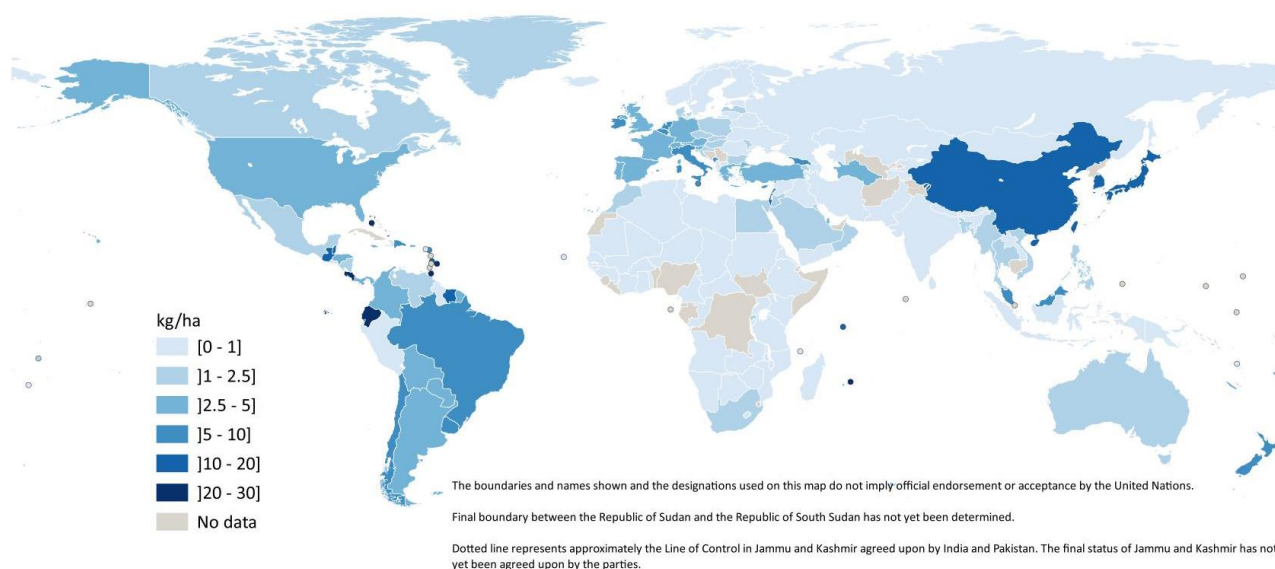 kg/ha
[0 - 1]
]1 - 2.5]
]2.5 - 5]
]5 - 10]
]10 - 20]
]20 - 30]
No data
The boundaries and names shown and the designations used on this map do not imply official endorsement or acceptance by the United Nations.
Final boundary between the Republic of Sudan and the Republic of South Sudan has not yet been determined.
Dotted line represents approximately the Line of Control in Jammu and Kashmir agreed upon by India and Pakistan. The final status of Jammu and Kashmir has not
yet been agreed upon by the parties.